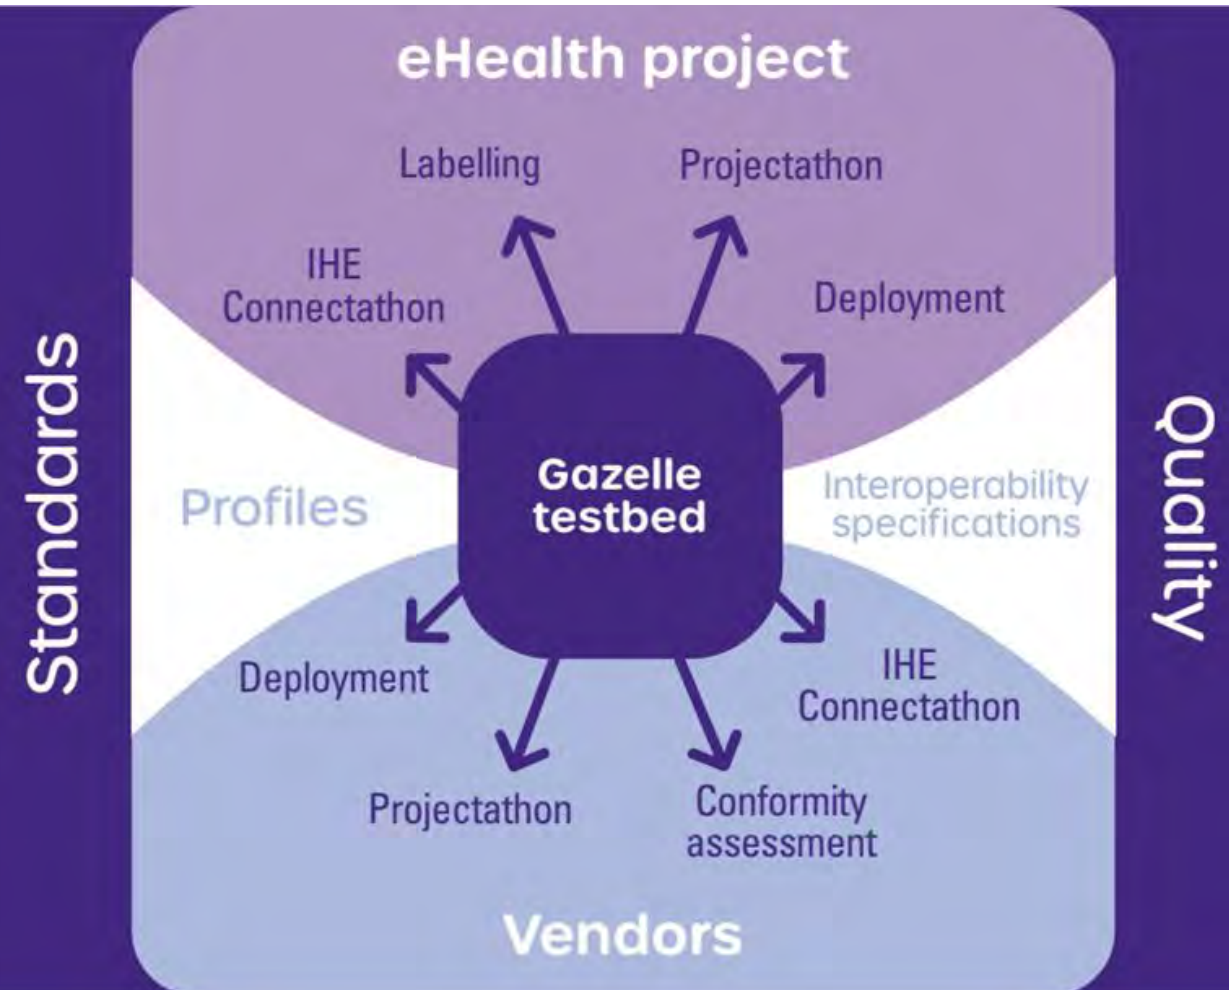 eHealth project
Labelling
Projectathon
IHE
Connectathon
Deployment
Standards
Profiles
Gazelle
testbed
Interoperability
specifications
Quality
Deployment
IHE
Connectathon
Projectathon
Conformity
assessment
Vendors